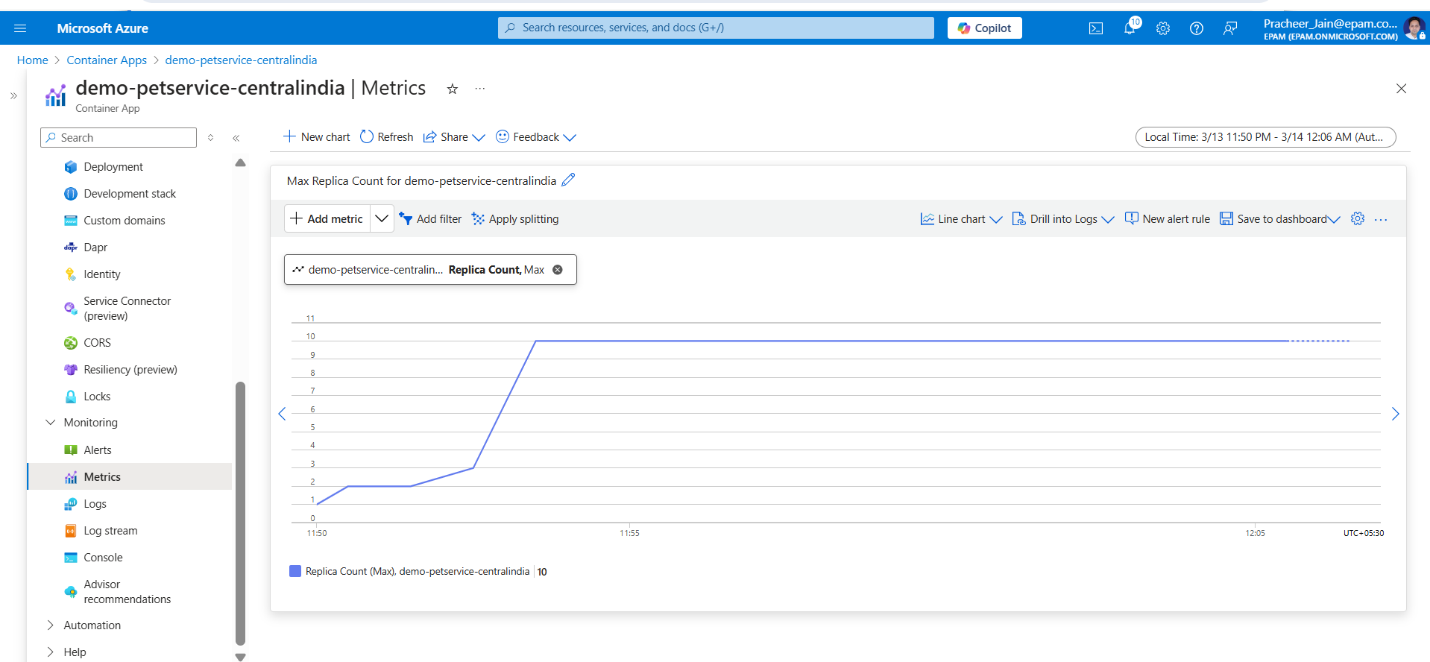 Microsoft Azure
Search resources, services, and docs (G+/)
Copilot
10
Pracheer_Jain@epam.co...
EPAM (EPAM.ONMICROSOFT.COM)
Home > Container Apps > demo-petservice-centralindia
demo-petservice-centralindia | Metrics
Container App
Search
Deployment
Development stack
Custom domains
Dapr
Identity
Service Connector
(preview)
CORS
Resiliency (preview)
Locks
Monitoring
Alerts
Metrics
Logs
Log stream
Console
Advisor
recommendations
Automation
Help
New chart Refresh Share Feedback
Local Time: 3/13 11:50 PM - 3/14 12:06 AM (Aut...
Max Replica Count for demo-petservice-centralindia
Add metric Add filter Apply splitting
Line chart Drill into Logs New alert rule Save to dashboard ...
demo-petservice-centralin... Replica Count, Max
11
10
9
8
7
6
5
4
3
2
1
0
11:50 11:55 12:05 UTC+05:30
Replica Count (Max), demo-petservice-centralindia 10